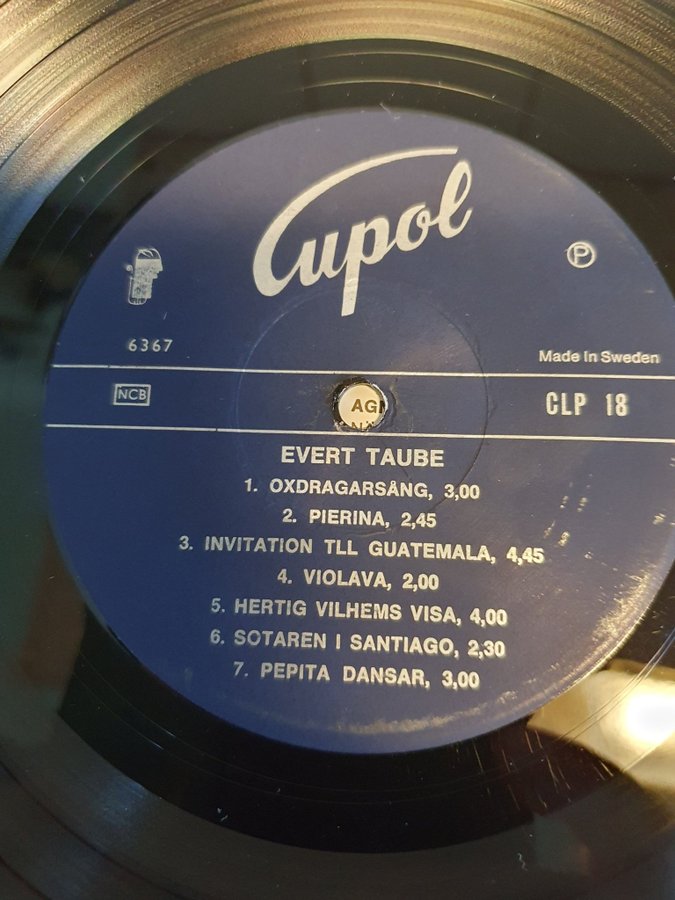 Cupol
℗
6367
Made In Sweden
NCB
CLP 18
AG
EVERT TAUBE
1. OXDRAGARSÅNG, 3,00
2. PIERINA, 2,45
3. INVITATION TLL GUATEMALA, 4,45
4. VIOLAVA, 2,00
5. HERTIG VILHEMS VISA, 4,00
6. SOTAREN I SANTIAGO, 2,30
7. PEPITA DANSAR, 3,00